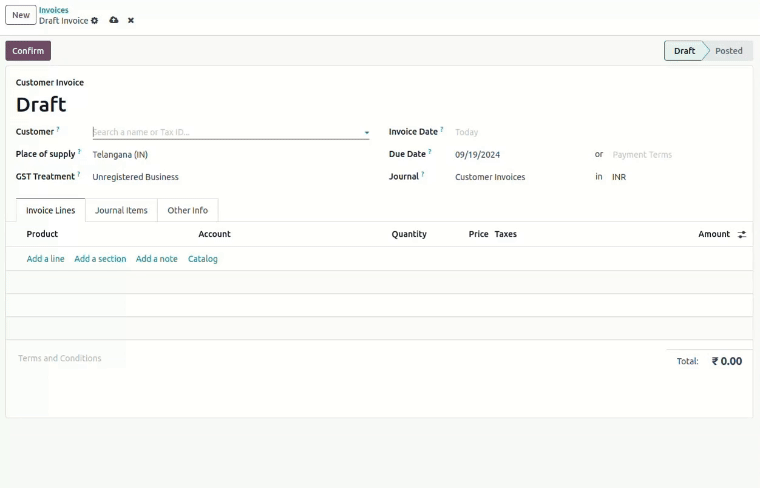 New
Invoices
Draft Invoice
Confirm
Draft Posted
Customer Invoice
Draft
Customer ? Search a name or Tax ID... Invoice Date ? Today
Place of supply ? Telangana (IN) Due Date ? 09/19/2024 or Payment Terms
GST Treatment ? Unregistered Business Journal ? Customer Invoices in INR
Invoice Lines Journal Items Other Info
Product Account Quantity Price Taxes Amount
Add a line Add a section Add a note Catalog
Terms and Conditions
Total: ₹ 0.00